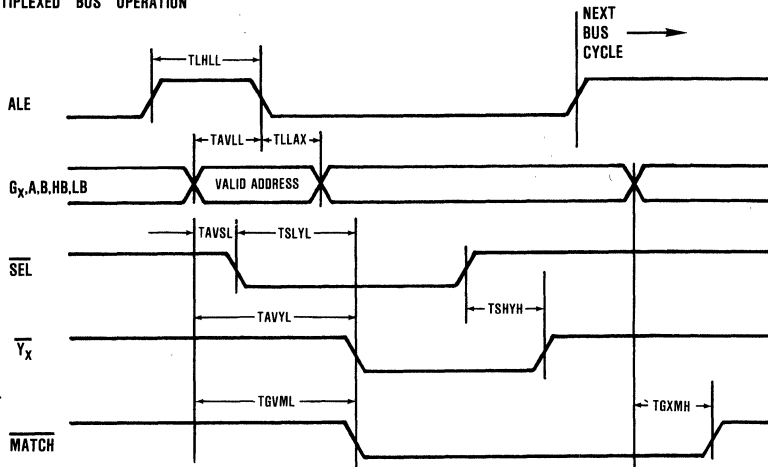 BUS OPERATION
NEXT
BUS
CYCLE
TLHLL
ALE
TAVLL TLLAX
GX,A,B,HB,LB VALID ADDRESS
TAVSL TSLYL
SEL
TSHYH
TAVYL
YX
TGVML
TGXMH
MATCH